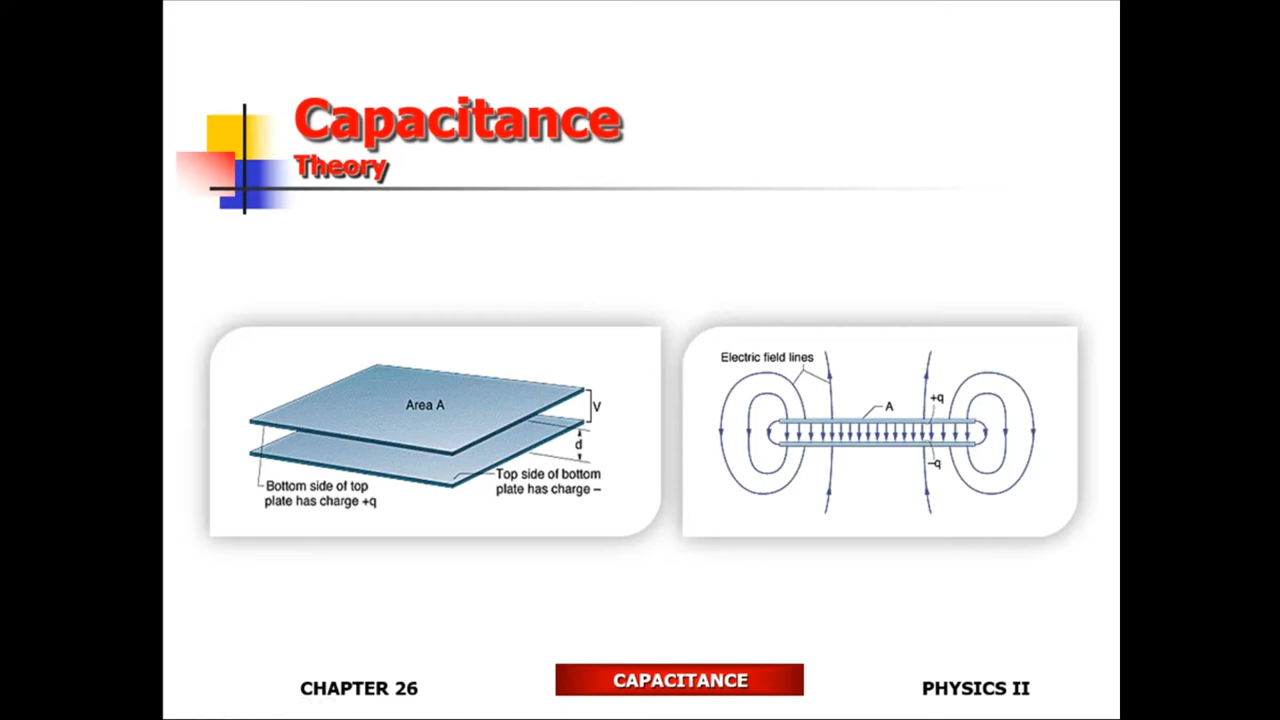 Capacitance
Theory
Area A
V
d
Bottom side of top
plate has charge +q
Top side of bottom
plate has charge –
Electric field lines
A
+q
–q
CHAPTER 26
CAPACITANCE
PHYSICS II